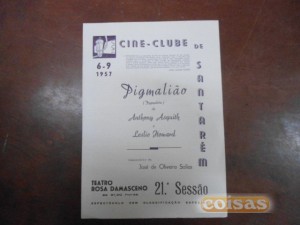 CINE-CLUBE DE SANTARÉM
6-9
1957
Pigmalião
(Pygmalion)
de
Anthony Asquith
e
Leslie Howard
José de Oliveira
TEATRO
ROSA DAMASCENO
21.ª Sessão
coisas